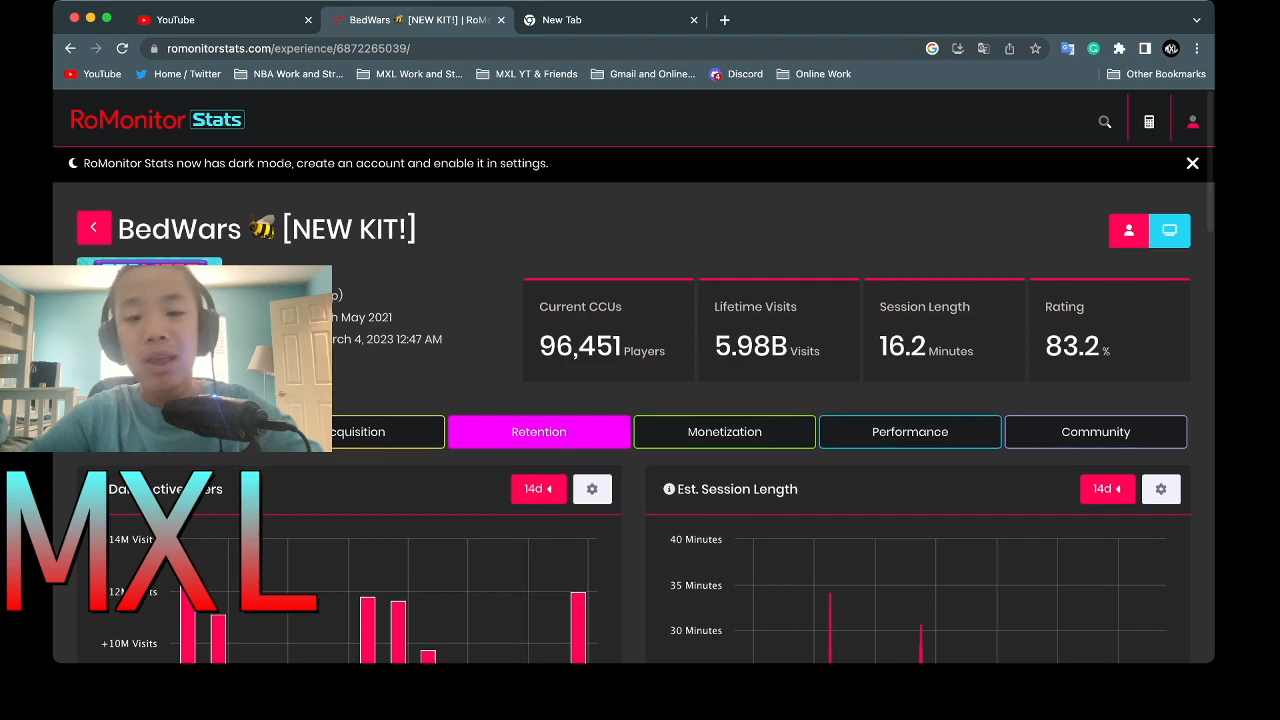 YouTube
BedWars 🐝 [NEW KIT!] | RoM
New Tab
romonitorstats.com/experience/6872265039/
YouTube
Home / Twitter
NBA Work and Str...
MXL Work and St...
MXL YT & Friends
Gmail and Online...
Discord
Online Work
Other Bookmarks
RoMonitor Stats
RoMonitor Stats now has dark mode, create an account and enable it in settings.
BedWars 🐝 [NEW KIT!]
May 2021
4, 2023 12:47 AM
Current CCUs
96,451 Players
Lifetime Visits
5.98B Visits
Session Length
16.2 Minutes
Rating
83.2 %
Retention
Monetization
Performance
Community
14d
Est. Session Length
14d
14M
+10M Visits
40 Minutes
35 Minutes
30 Minutes
MXL